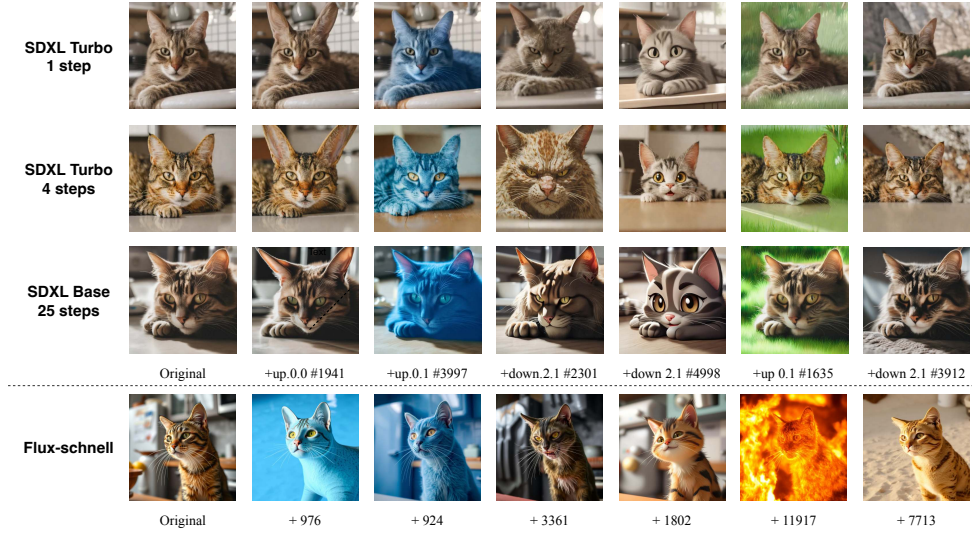 SDXL Turbo
1 step
SDXL Turbo
4 steps
SDXL Base
25 steps
Original +up.0.0 #1941 +up.0.1 #3997 +down.2.1 #2301 +down 2.1 #4998 +up 0.1 #1635 +down 2.1 #3912
Flux-schnell
Original + 976 + 924 + 3361 + 1802 + 11917 + 7713